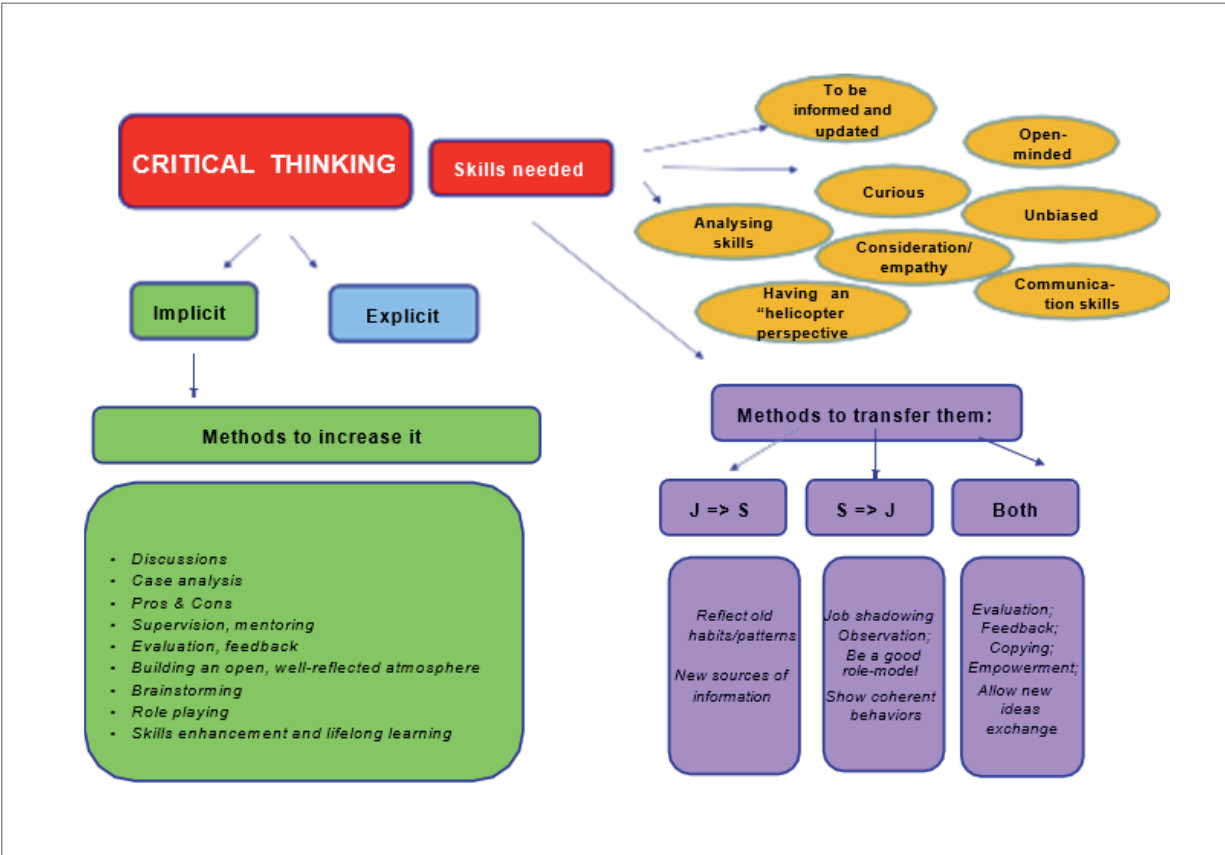 CRITICAL THINKING
Skills needed
To be
informed and
updated
Open-
minded
Curious
Unbiased
Analysing
skills
Consideration/
empathy
Communica-
tion skills
Having an
“helicopter
perspective
Implicit
Explicit
Methods to increase it
- Discussions
- Case analysis
- Pros & Cons
- Supervision, mentoring
- Evaluation, feedback
- Building an open, well-reflected atmosphere
- Brainstorming
- Role playing
- Skills enhancement and lifelong learning
Methods to transfer them:
J => S
S => J
Both
Reflect old
habits/patterns
New sources of
information
Job shadowing
Observation;
Be a good
role-model
Show coherent
behaviors
Evaluation;
Feedback;
Copying;
Empowerment;
Allow new
ideas
exchange